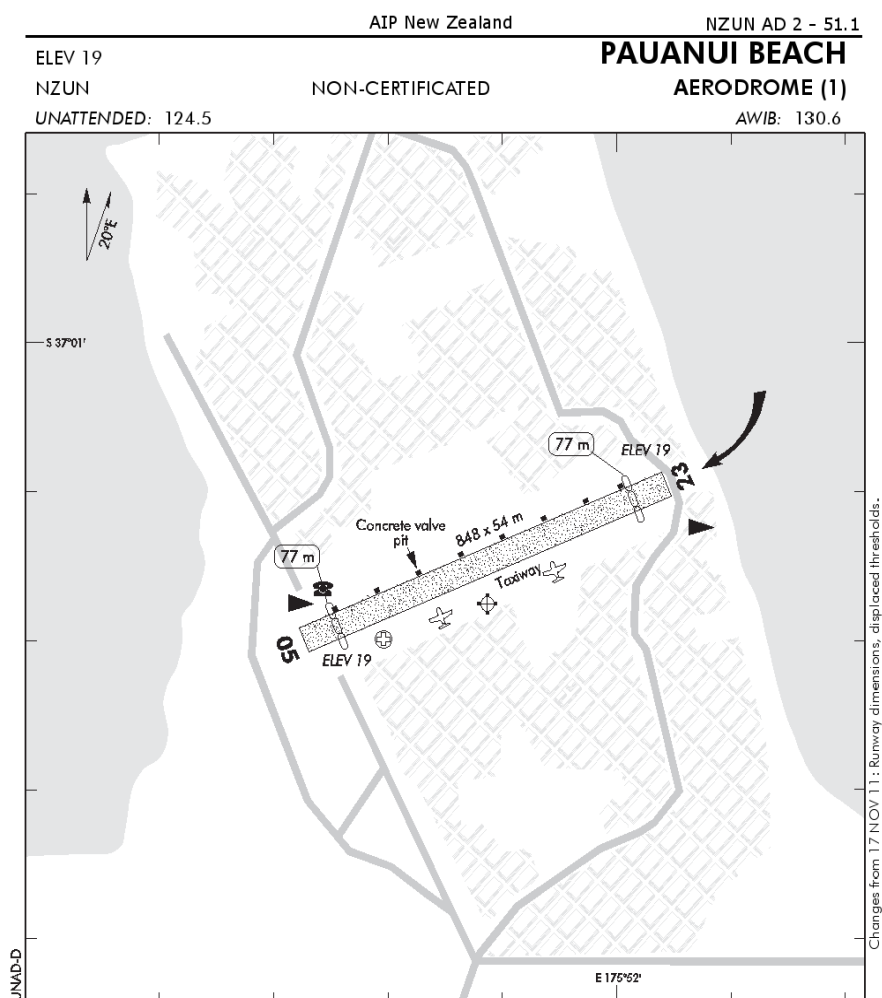 AIP New Zealand
NZUN AD 2 - 51.1
ELEV 19
PAUANUI BEACH
NZUN
NON-CERTIFICATED
AERODROME (1)
UNATTENDED: 124.5
AWIB: 130.6
20°E
S 37°01'
77 m
ELEV 19
23
848 x 54 m
Concrete valve
pit
77 m
Taxiway
05
ELEV 19
E 175°52'
UNAD-D
Changes from 17 NOV 11: Runway dimensions, displaced thresholds.